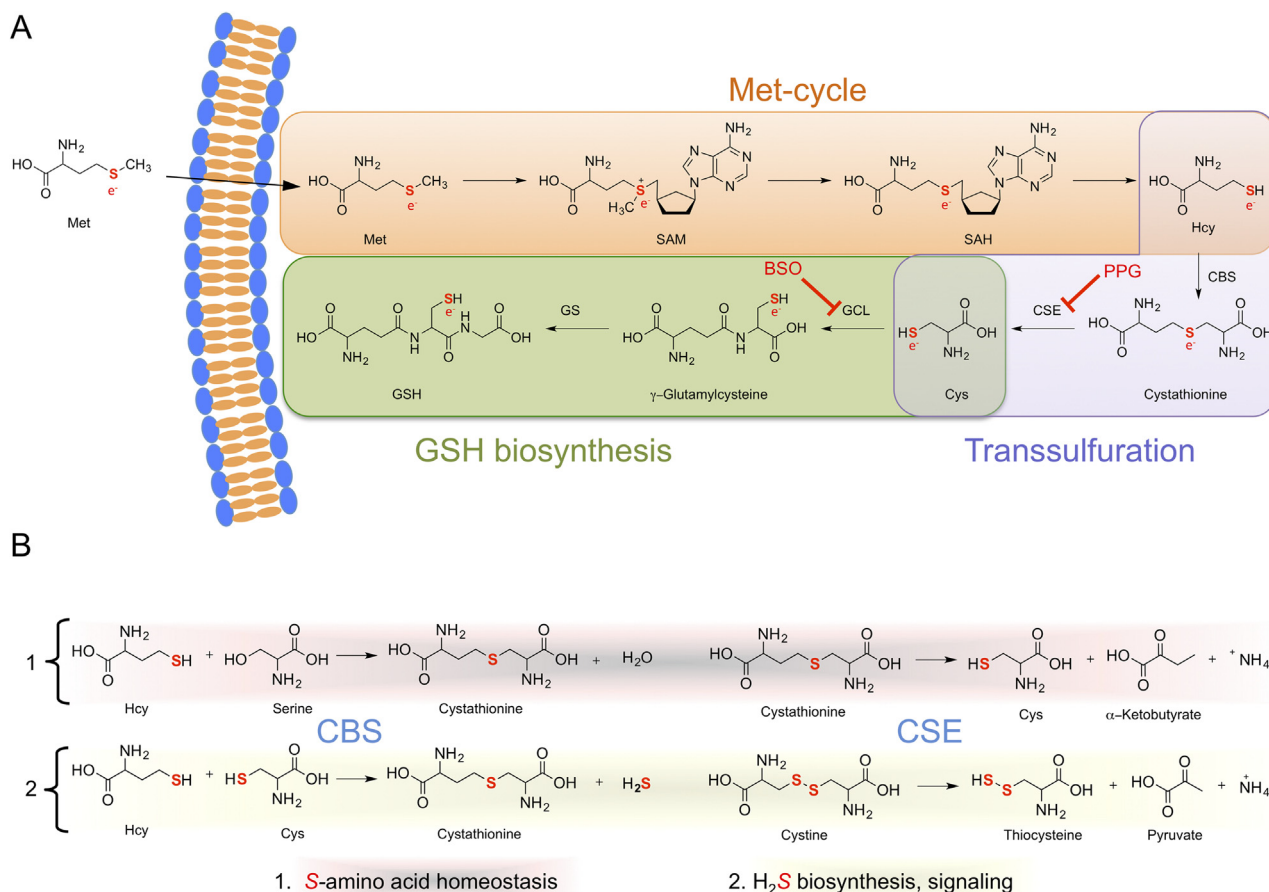 A
Met-cycle
NH2
HO
O
S
e-
CH3
Met
NH2
HO
O
S
e-
CH3
Met
NH2
HO
O
S
+
e-
H3C
NH2
N
N
N
N
SAM
NH2
HO
O
S
e-
NH2
N
N
N
N
SAH
NH2
HO
O
SH
e-
Hcy
CBS
BSO
PPG
HO
O
NH2
O
N
H
SH
e-
H
N
O
O
OH
GSH
GS
HO
O
NH2
O
N
H
SH
e-
O
OH
γ–Glutamylcysteine
GCL
HS
e-
O
OH
NH2
Cys
CSE
NH2
HO
O
S
e-
O
OH
NH2
Cystathionine
GSH biosynthesis
Transsulfuration
B
1
NH2
HO
O
SH
+
HO
O
OH
NH2
NH2
HO
O
S
O
OH
NH2
+
H2O
NH2
HO
O
S
O
OH
NH2
HS
O
OH
NH2
+
O
HO
O
+
+NH4
Hcy
Serine
Cystathionine
Cystathionine
Cys
α–Ketobutyrate
CBS
CSE
2
NH2
HO
O
SH
+
HS
O
OH
NH2
NH2
HO
O
S
O
OH
NH2
+
H2S
NH2
HO
O
S
S
O
OH
NH2
HS
S
O
OH
NH2
+
O
HO
O
+
+NH4
Hcy
Cys
Cystathionine
Cystine
Thiocysteine
Pyruvate
1. S-amino acid homeostasis
2. H2S biosynthesis, signaling